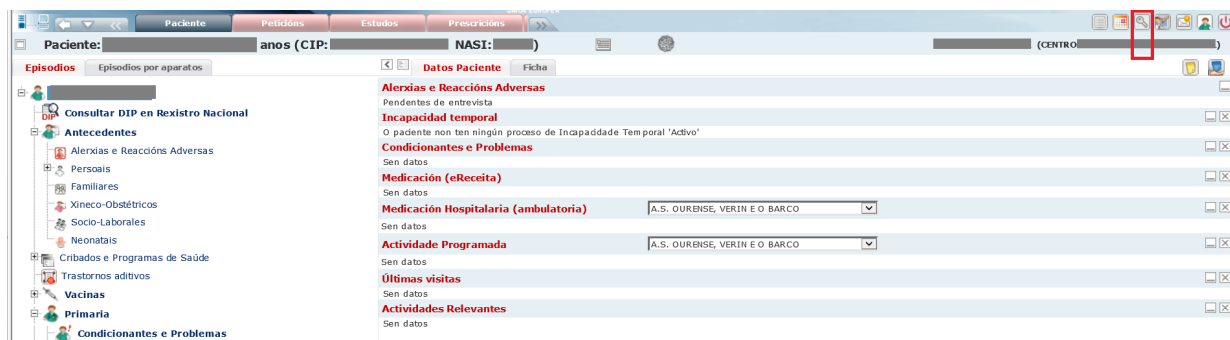 Paciente Peticións Estudos Prescricións >>
Paciente: anos (CIP: NASI: ) (CENTRO .)
Episodios Episodios por aparatos
Datos Paciente Ficha
DIP Consultar DIP en Rexistro Nacional
Antecedentes
Alerxias e Reaccións Adversas
Persoais
Familiares
Xineco-Obstétricos
Socio-Laborales
Neonatais
Cribados e Programas de Saúde
Trastornos aditivos
Vacinas
Primaria
Condicionantes e Problemas
Alerxias e Reaccións Adversas
Pendentes de entrevista
Incapacidad temporal
O paciente non ten ningún proceso de Incapacidade Temporal 'Activo'
Condicionantes e Problemas
Sen datos
Medicación (eReceita)
Sen datos
Medicación Hospitalaria (ambulatoria) A.S. OURENSE, VERIN E O BARCO
Sen datos
Actividade Programada A.S. OURENSE, VERIN E O BARCO
Sen datos
Últimas visitas
Sen datos
Actividades Relevantes
Sen datos